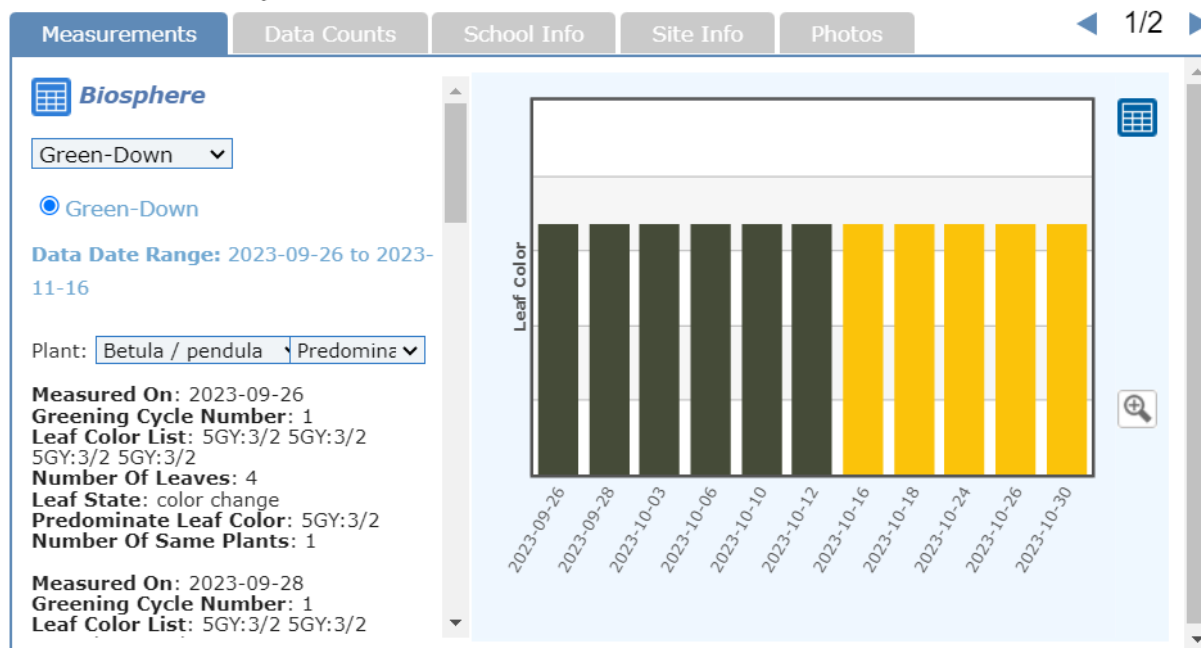 Measurements
Data Counts
School Info
Site Info
Photos
1/2
Biosphere
Green-Down
Green-Down
Data Date Range: 2023-09-26 to 2023-
11-16
Plant: Betula / pendula Predomina
Measured On: 2023-09-26
Greening Cycle Number: 1
Leaf Color List: 5GY:3/2 5GY:3/2
5GY:3/2 5GY:3/2
Number Of Leaves: 4
Leaf State: color change
Predominate Leaf Color: 5GY:3/2
Number Of Same Plants: 1
Measured On: 2023-09-28
Greening Cycle Number: 1
Leaf Color List: 5GY:3/2 5GY:3/2
Leaf Color
2023-09-26
2023-09-28
2023-10-03
2023-10-06
2023-10-10
2023-10-12
2023-10-16
2023-10-18
2023-10-24
2023-10-26
2023-10-30